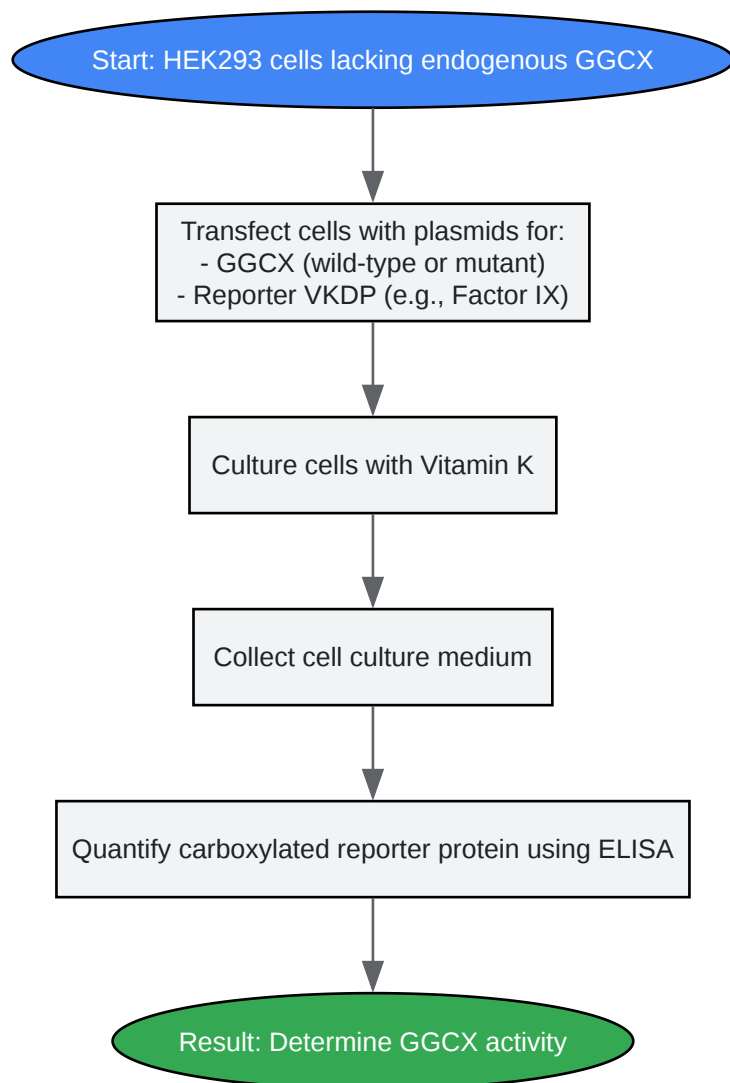 Start: HEK293 cells lacking endogenous GGCX
Transfect cells with plasmids for:
- GGCX (wild-type or mutant)
- Reporter VKDP (e.g., Factor IX)
Culture cells with Vitamin K
Collect cell culture medium
Quantify carboxylated reporter protein using ELISA
Result: Determine GGCX activity